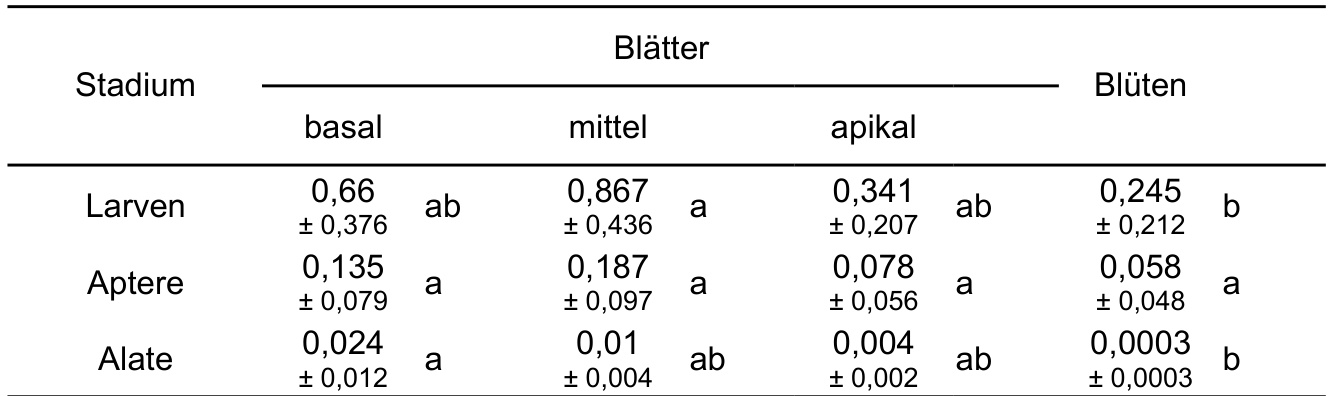 Blätter
Stadium Blüten
basal mittel apikal
0,66 0,867 0,341 0,245
Larven ab a ab b
± 0,376 ± 0,436 ± 0,207 ± 0,212
0,135 0,187 0,078 0,058
Aptere a a a a
± 0,079 ± 0,097 ± 0,056 ± 0,048
0,024 0,01 0,004 0,0003
Alate a ab ab b
± 0,012 ± 0,004 ± 0,002 ± 0,0003